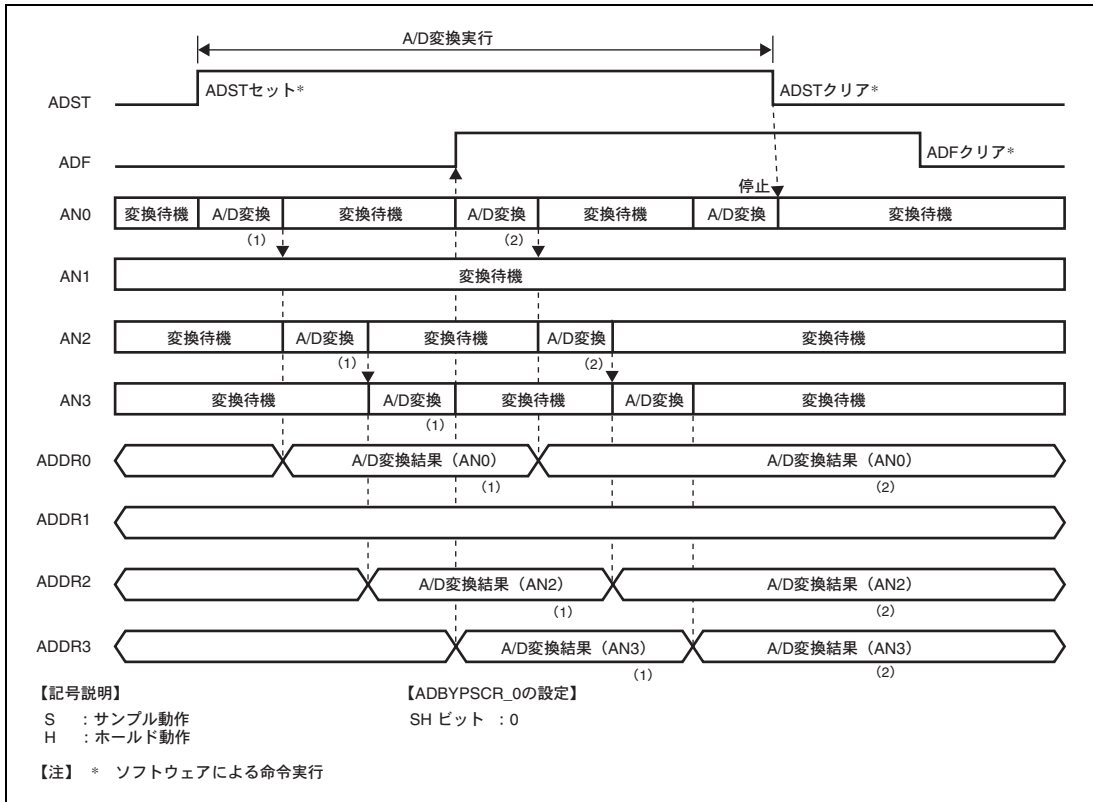 A/D変換実行
ADST ADSTセット* ADSTクリア*
ADF ADFクリア*
停止
AN0 変換待機 A/D変換 変換待機 A/D変換 変換待機 A/D変換 変換待機
(1) (2)
AN1 変換待機
AN2 変換待機 A/D変換 変換待機 A/D変換 変換待機
(1) (2)
AN3 変換待機 A/D変換 変換待機 A/D変換 変換待機
(1)
ADDR0 A/D変換結果(AN0) A/D変換結果(AN0)
(1) (2)
ADDR1
ADDR2 A/D変換結果(AN2) A/D変換結果(AN2)
(1) (2)
ADDR3 A/D変換結果(AN3) A/D変換結果(AN3)
(1) (2)
【記号説明】 【ADBYPSCR_0の設定】
S :サンプル動作 SH ビット :0
H :ホールド動作
【注】 * ソフトウェアによる命令実行